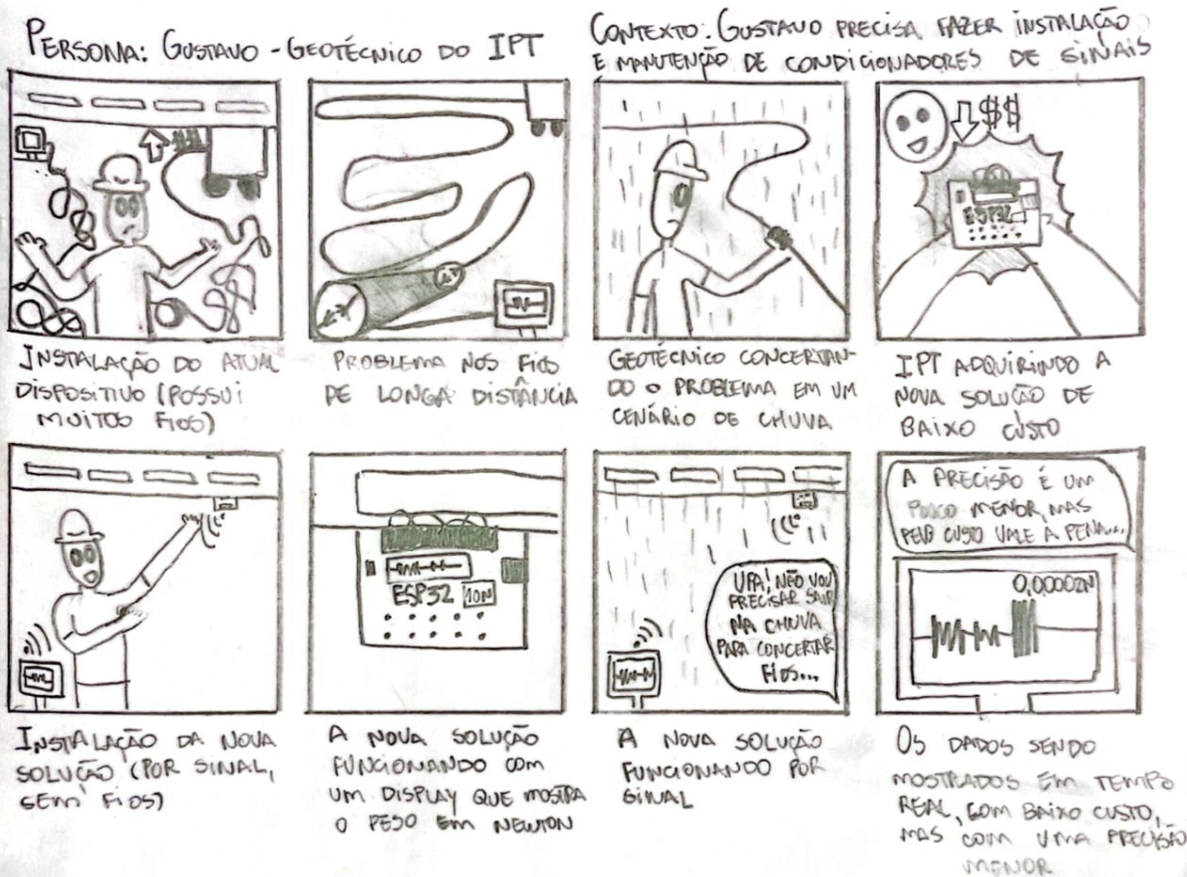 PERSONA: GUSTAVO - GEOTÉCNICO DO IPT
CONTEXTO: GUSTAVO PRECISA FAZER INSTALAÇÃO
E MANUTENÇÃO DE CONDICIONADORES DE SINAIS
$$$
$$
ESP32
INSTALAÇÃO DO ATUAL
DISPOSITIVO (POSSUI
MUITOS FIOS)
PROBLEMA NOS FIOS
DE LONGA DISTÂNCIA
GEOTÉCNICO CONCERTAN-
DO O PROBLEMA EM UM
CENÁRIO DE CHUVA
IPT ADQUIRINDO A
NOVA SOLUÇÃO DE
BAIXO CUSTO
ESP32
10N
UFA! NÃO VOU
PRECISAR SAIR
NA CHUVA
PARA CONCERTAR
FIOS...
A PRECISÃO É UM
POUCO MENOR, MAS
PELO CUSTO VALE A PENA...
0,00002N
INSTALAÇÃO DA NOVA
SOLUÇÃO (POR SINAL,
SEM FIOS)
A NOVA SOLUÇÃO
FUNCIONANDO COM
UM DISPLAY QUE MOSTRA
O PESO EM NEWTON
A NOVA SOLUÇÃO
FUNCIONANDO POR
SINAL
OS DADOS SENDO
MOSTRADOS EM TEMPO
REAL, COM BAIXO CUSTO,
MAS COM UMA PRECISÃO
MENOR